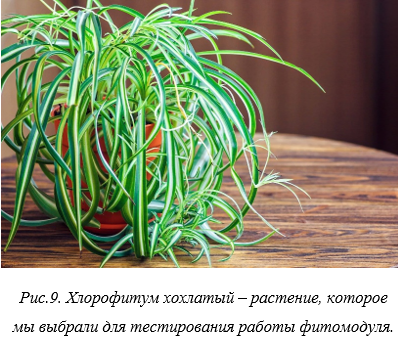 Рис.9. Хлорофитум хохлатый – растение, которое
мы выбрали для тестирования работы фитомодуля.